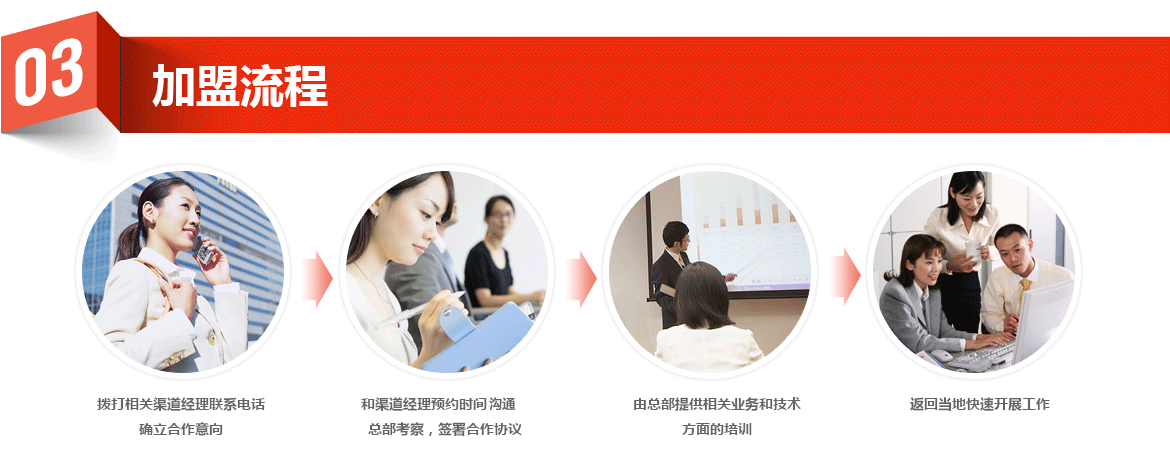 03
加盟流程
拨打相关渠道经理联系电话
确立合作意向
和渠道经理预约时间沟通
总部考察，签署合作协议
由总部提供相关业务和技术
方面的培训
返回当地快速开展工作